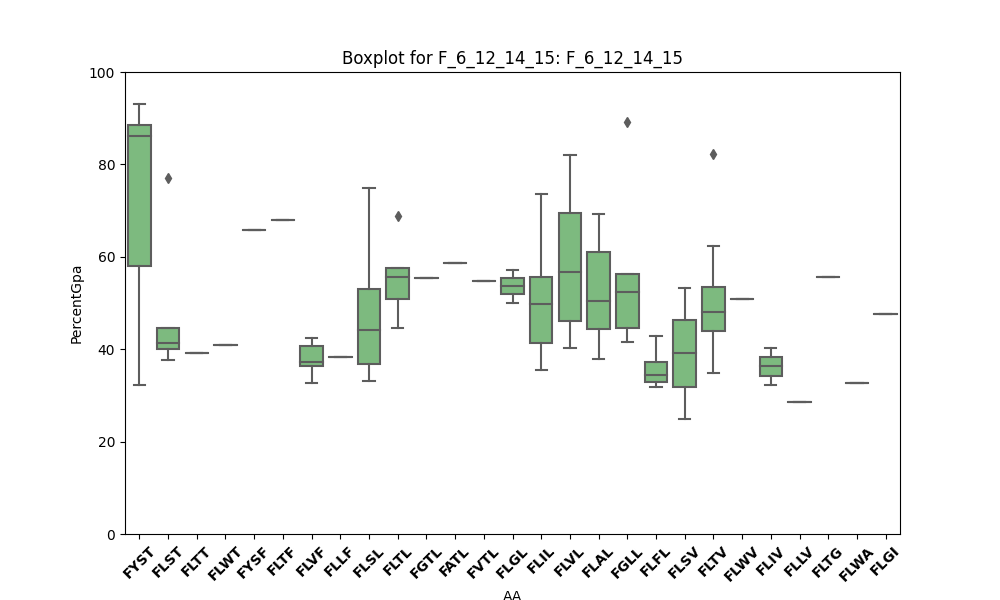 Boxplot for F_6_12_14_15: F_6_12_14_15
100
80
60
40
20
0
PercentGpa
FYST FLST FLTT FLWT FYSF FLTF FLVF FLLF FLSL FLTL FGTL FATL FVTL FLGL FLIL FLVL FLAL FGLL FLFL FLSV FLTV FLWV FLIV FLLV FLTG FLWA FLGI
AA